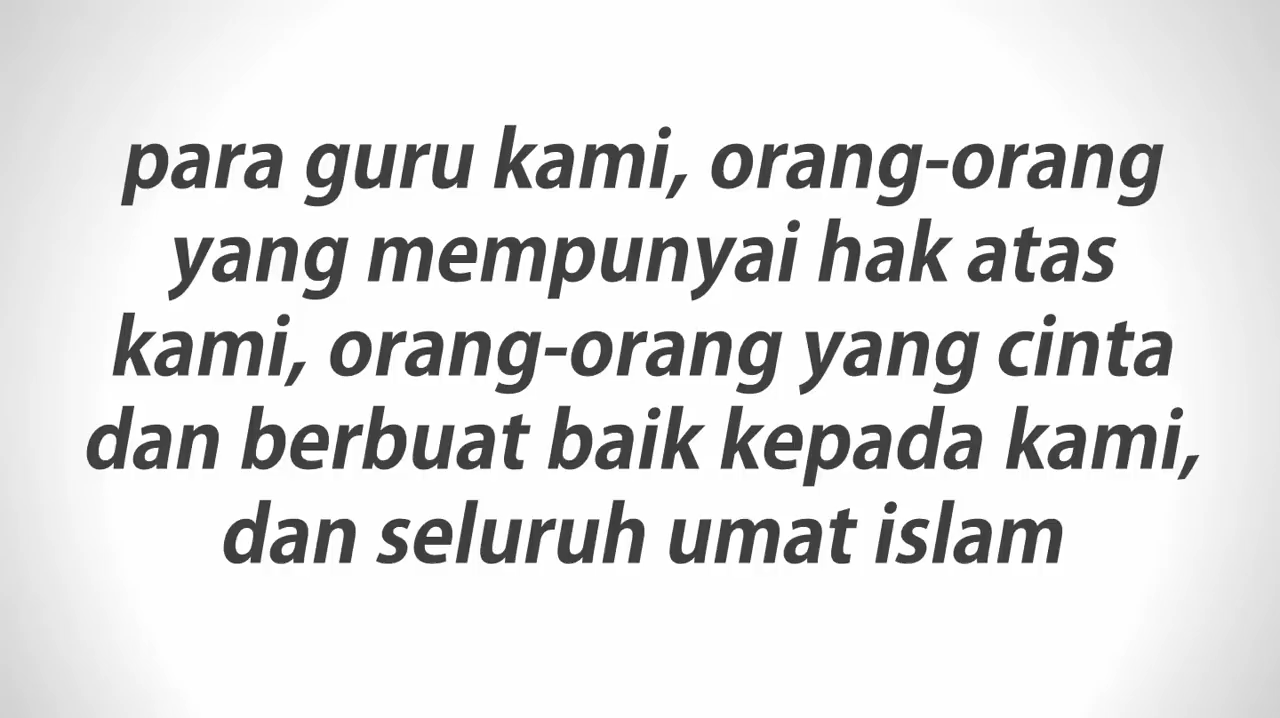 para guru kami, orang-orang
yang mempunyai hak atas
kami, orang-orang yang cinta
dan berbuat baik kepada kami,
dan seluruh umat islam